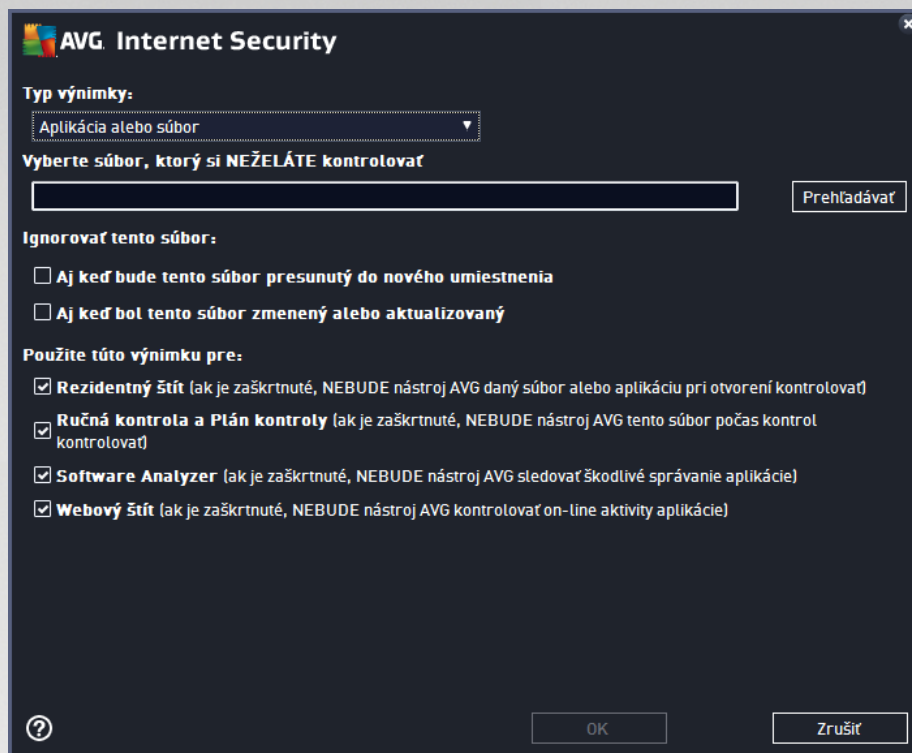 AVG. Internet Security
Typ výnimky:
Aplikácia alebo súbor
Vyberte súbor, ktorý si NEŽELÁTE kontrolovať
Prehľadávať
Ignorovať tento súbor:
Aj keď bude tento súbor presunutý do nového umiestnenia
Aj keď bol tento súbor zmenený alebo aktualizovaný
Použite túto výnimku pre:
Rezidentný štít (ak je zaškrtnuté, NEBUDE nástroj AVG daný súbor alebo aplikáciu pri otvorení kontrolovať)
Ručná kontrola a Plán kontroly (ak je zaškrtnuté, NEBUDE nástroj AVG tento súbor počas kontrol
kontrolovať)
Software Analyzer (ak je zaškrtnuté, NEBUDE nástroj AVG sledovať škodlivé správanie aplikácie)
Webový štít (ak je zaškrtnuté, NEBUDE nástroj AVG kontrolovať on-line aktivity aplikácie)
OK
Zrušiť